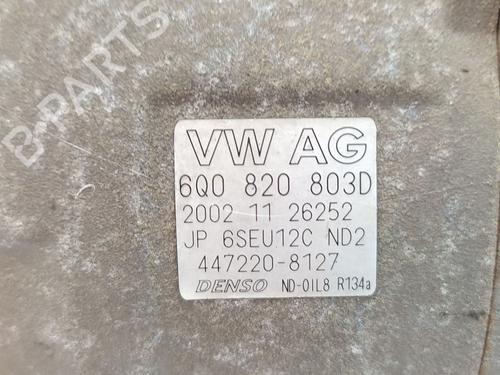 B-PARTS
VW AG
6Q0 820 803D
2002 11 26252
JP 6SEU12C ND2
447220-8127
DENSO ND-OIL8 R134a